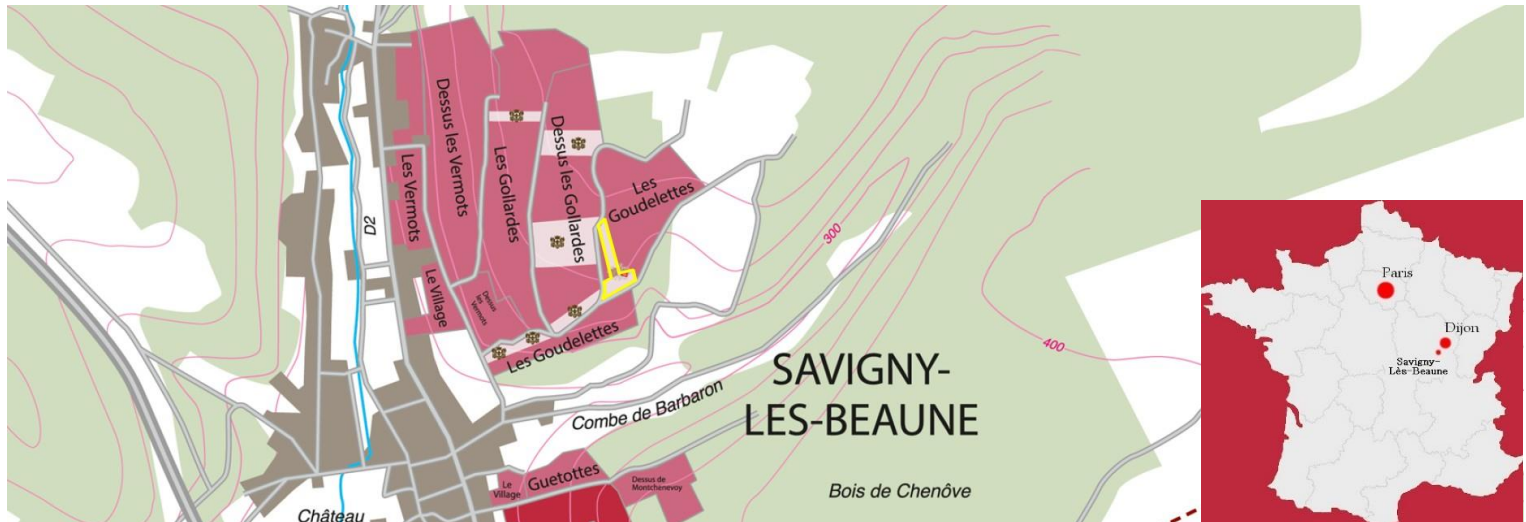 Les Vermots
Dessus les Vermots
Les Gollardes
Dessus les Gollardes
Les
Goudelettes
D2
Le Village
Dessus
les
Vermots
Les Goudelettes
300
400
SAVIGNY-
LES-BEAUNE
Combe de Barbaron
Le
Village
Guetottes
Dessus de
Montchenevoy
Bois de Chenôve
Château
Paris
Dijon
Savigny-
Lès-Beaune